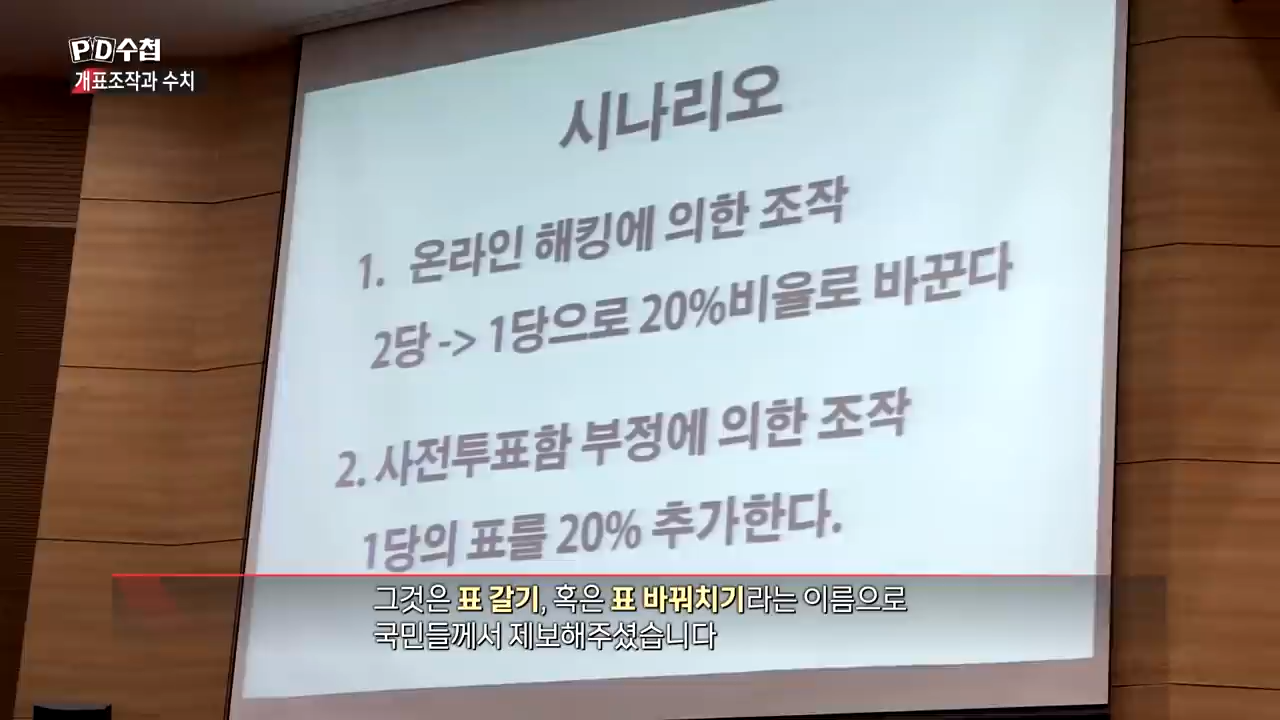 PD수첩
개표조작과 수치
시나리오
1. 온라인 해킹에 의한 조작
2당 -> 1당으로 20%비율로 바꾼다
2. 사전투표함 부정에 의한 조작
1당의 표를 20% 추가한다.
그것은 표 갈기, 혹은 표 바꿔치기라는 이름으로
국민들께서 제보해주셨습니다